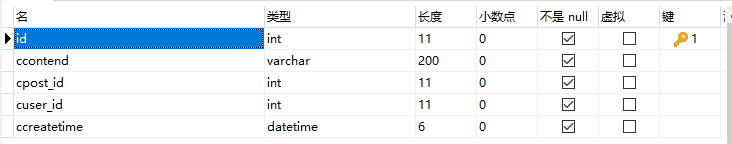 名 类型 长度 小数点 不是 null 虚拟 键
id int 11 0 1
ccontend varchar 200 0
cpost_id int 11 0
cuser_id int 11 0
ccreatetime datetime 6 0